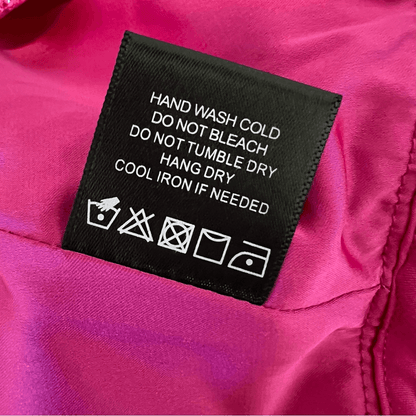 HAND WASH COLD
DO NOT BLEACH
DO NOT TUMBLE DRY
HANG DRY
COOL IRON IF NEEDED